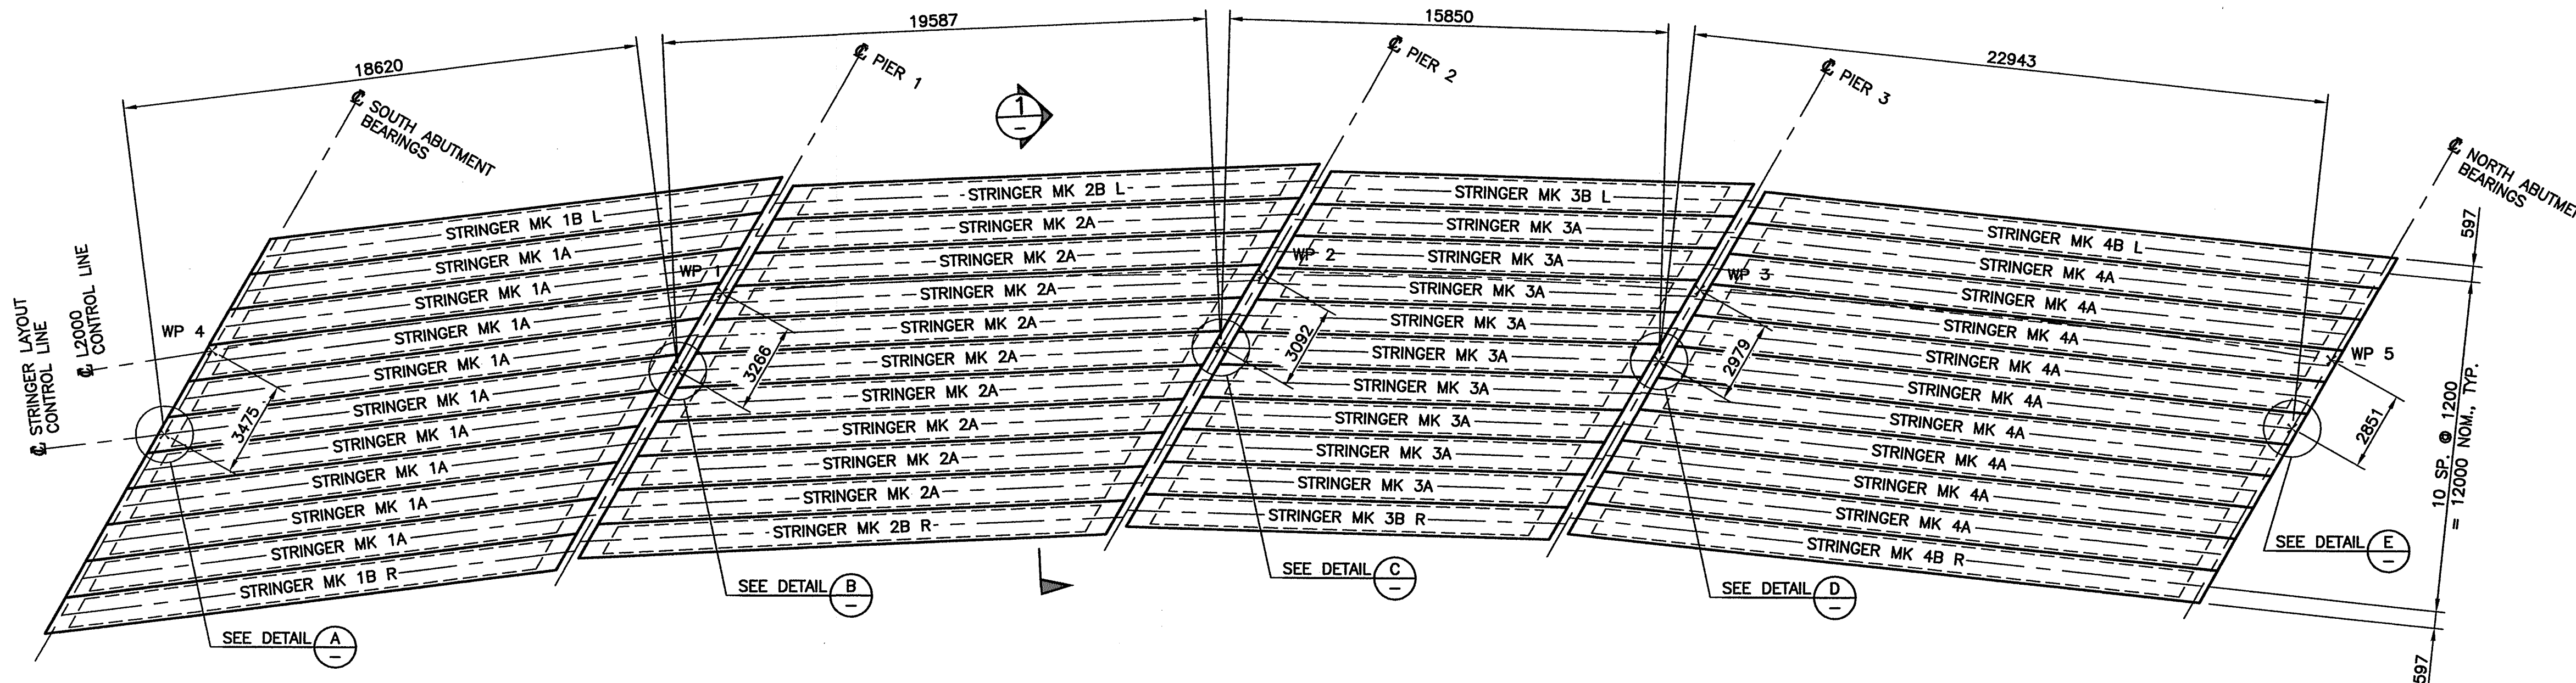 18620
19587
15850
22943
℄ SOUTH ABUTMENT
BEARINGS
℄ PIER 1
1
-
℄ PIER 2
℄ PIER 3
℄ NORTH ABUTMEN
BEARINGS
℄ STRINGER LAYOUT
CONTROL LINE
℄ L2000
CONTROL LINE
WP 4
WP 1
WP 2
WP 3
WP 5
STRINGER MK 1B L
STRINGER MK 1A
STRINGER MK 1A
STRINGER MK 1A
STRINGER MK 1A
STRINGER MK 1A
STRINGER MK 1A
STRINGER MK 1A
STRINGER MK 1A
STRINGER MK 1A
STRINGER MK 1B R
STRINGER MK 2B L
STRINGER MK 2A
STRINGER MK 2A
STRINGER MK 2A
STRINGER MK 2A
STRINGER MK 2A
STRINGER MK 2A
STRINGER MK 2A
STRINGER MK 2A
STRINGER MK 2A
STRINGER MK 2B R
STRINGER MK 3B L
STRINGER MK 3A
STRINGER MK 3A
STRINGER MK 3A
STRINGER MK 3A
STRINGER MK 3A
STRINGER MK 3A
STRINGER MK 3A
STRINGER MK 3A
STRINGER MK 3A
STRINGER MK 3B R
STRINGER MK 4B L
STRINGER MK 4A
STRINGER MK 4A
STRINGER MK 4A
STRINGER MK 4A
STRINGER MK 4A
STRINGER MK 4A
STRINGER MK 4A
STRINGER MK 4A
STRINGER MK 4A
STRINGER MK 4B R
3475
3266
3092
2979
2851
597
10 SP. @ 1200
= 12000 NOM., TYP.
597
SEE DETAIL A
-
SEE DETAIL B
-
SEE DETAIL C
-
SEE DETAIL D
-
SEE DETAIL E
-